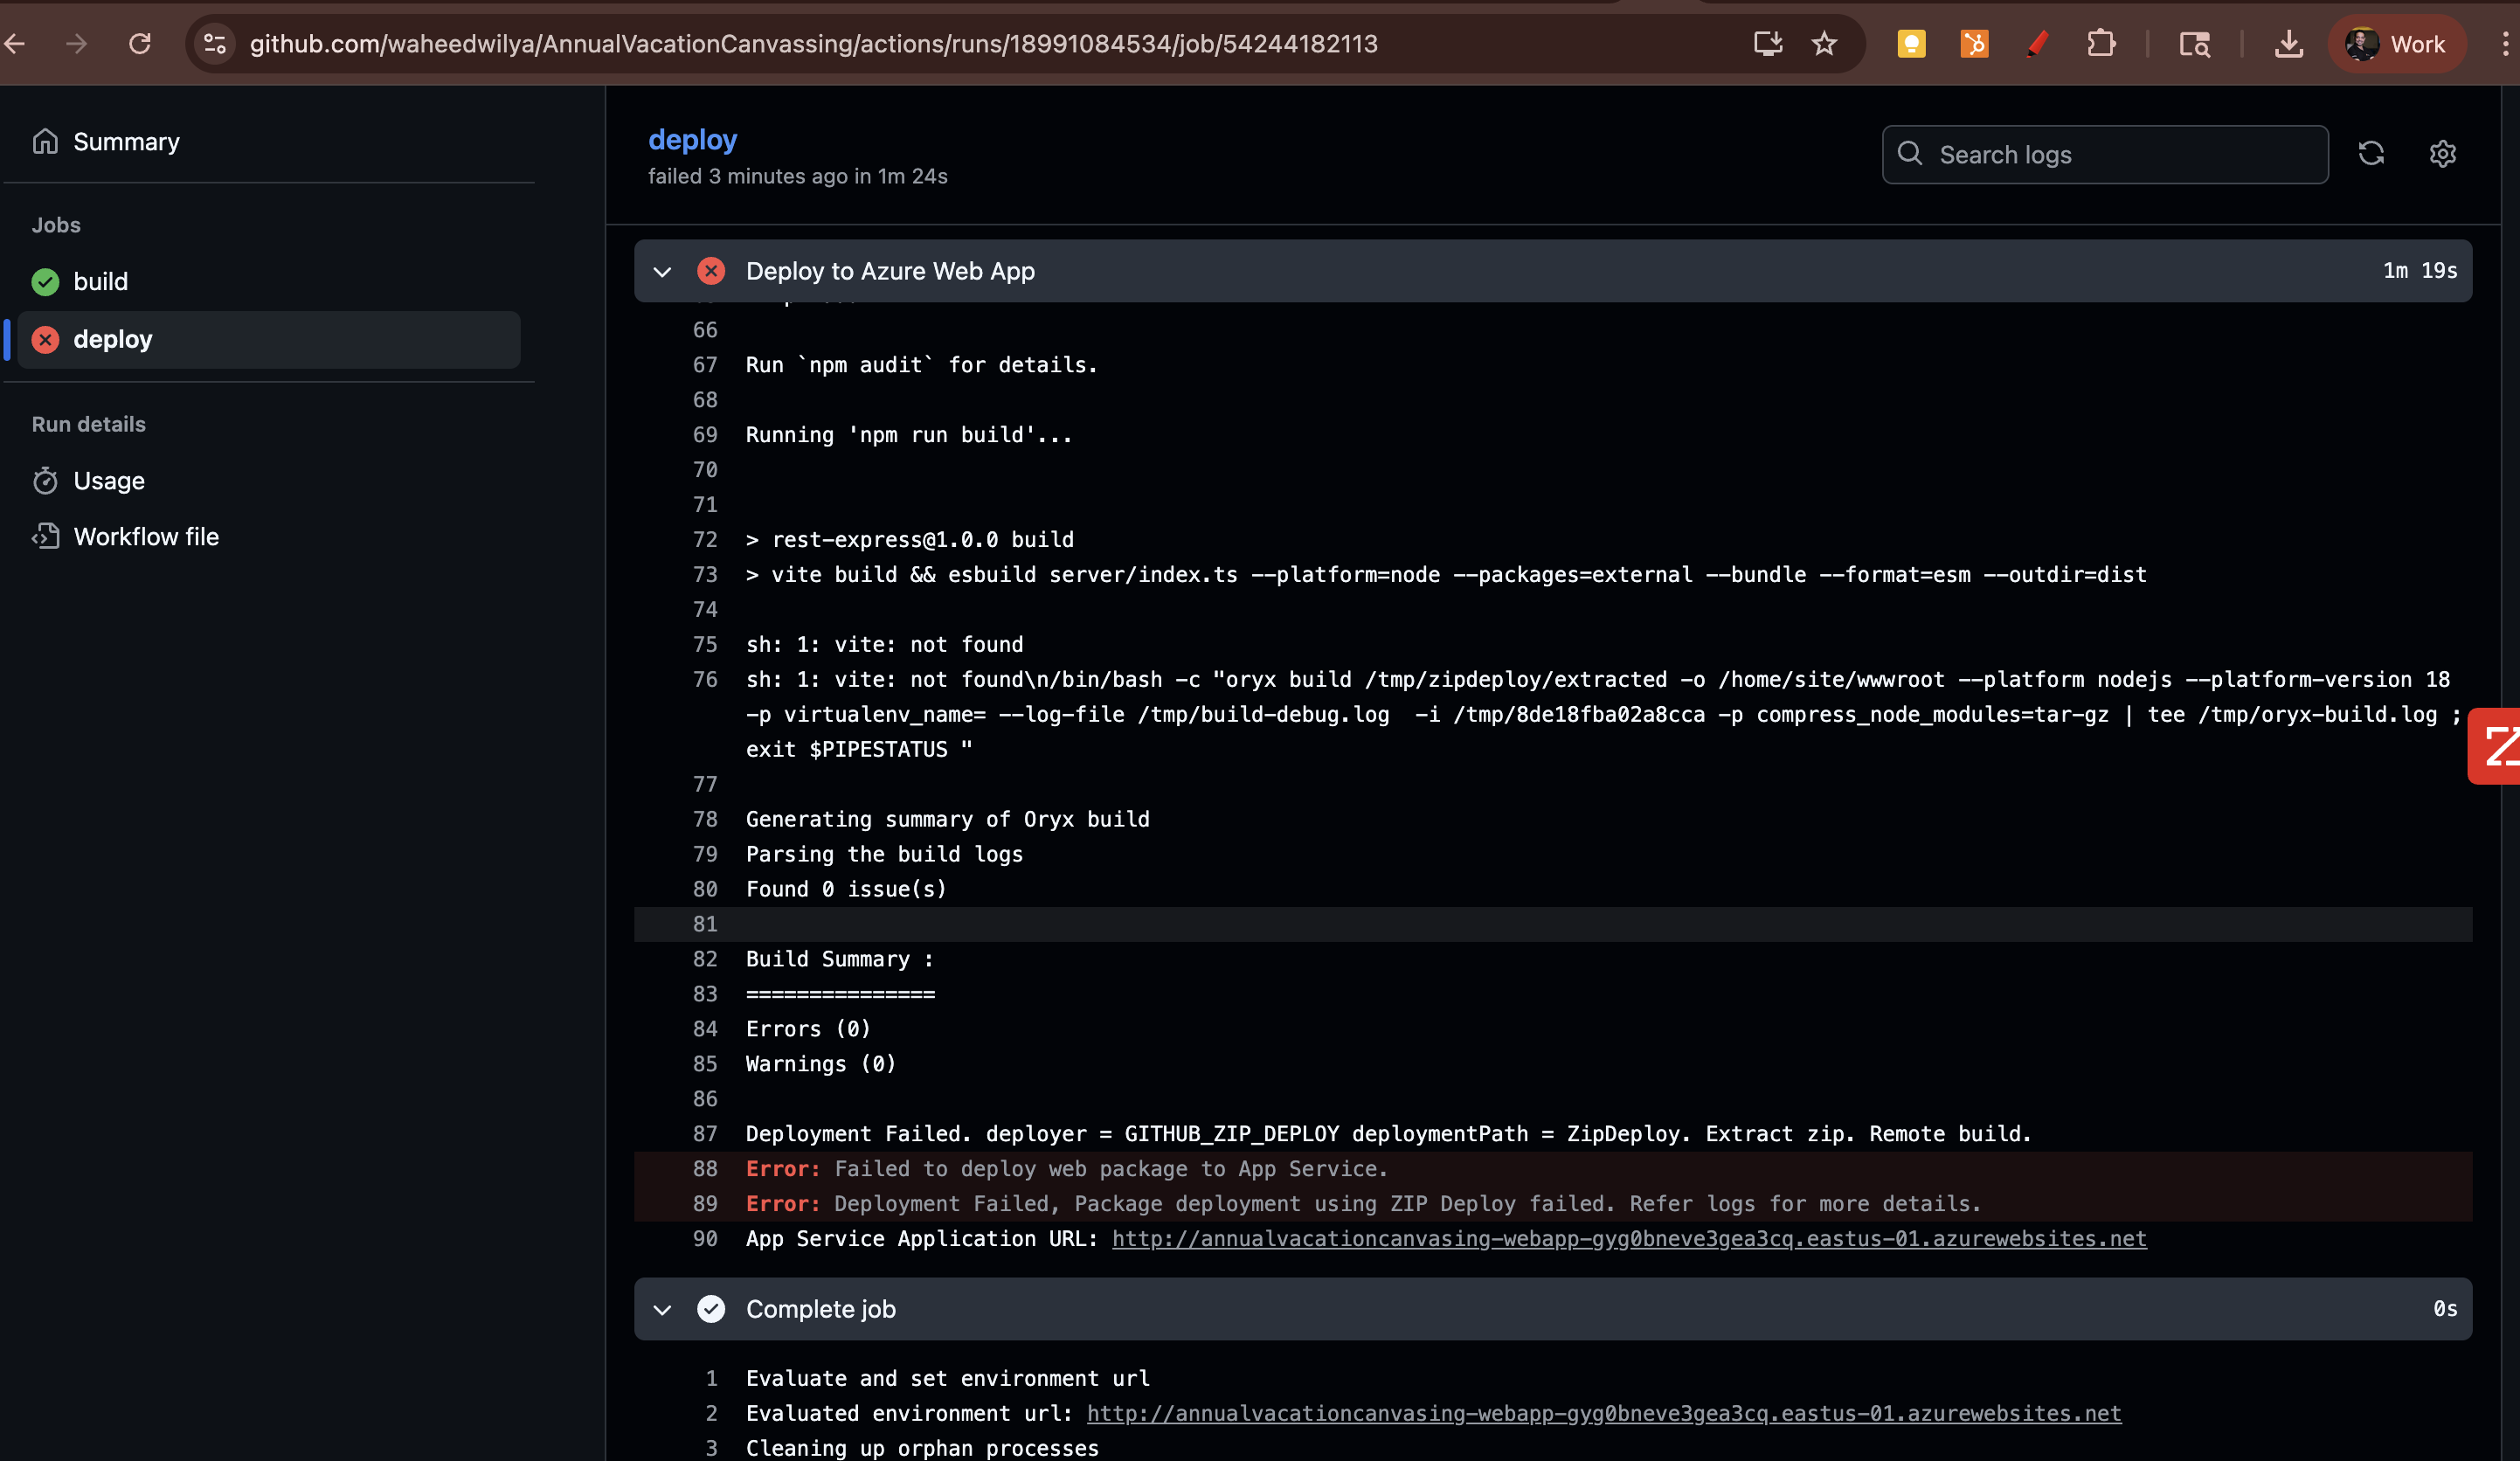 github.com/waheedwilya/AnnualVacationCanvassing/actions/runs/18991084534/job/54244182113
Work
Summary
Jobs
build
deploy
Run details
Usage
Workflow file
deploy
failed 3 minutes ago in 1m 24s
Search logs
Deploy to Azure Web App
1m 19s
66
67 Run `npm audit` for details.
68
69 Running 'npm run build'...
70
71
72 > rest-express@1.0.0 build
73 > vite build && esbuild server/index.ts --platform=node --packages=external --bundle --format=esm --outdir=dist
74
75 sh: 1: vite: not found
76 sh: 1: vite: not found\n/bin/bash -c "oryx build /tmp/zipdeploy/extracted -o /home/site/wwwroot --platform nodejs --platform-version 18
-p virtualenv_name= --log-file /tmp/build-debug.log  -i /tmp/8de18fba02a8cca -p compress_node_modules=tar-gz | tee /tmp/oryx-build.log ;
exit $PIPESTATUS "
77
78 Generating summary of Oryx build
79 Parsing the build logs
80 Found 0 issue(s)
81
82 Build Summary :
83 ===============
84 Errors (0)
85 Warnings (0)
86
87 Deployment Failed. deployer = GITHUB_ZIP_DEPLOY deploymentPath = ZipDeploy. Extract zip. Remote build.
88 Error: Failed to deploy web package to App Service.
89 Error: Deployment Failed, Package deployment using ZIP Deploy failed. Refer logs for more details.
90 App Service Application URL: http://annualvacationcanvasing-webapp-gyg0bneve3gea3cq.eastus-01.azurewebsites.net
Complete job
0s
1 Evaluate and set environment url
2 Evaluated environment url: http://annualvacationcanvasing-webapp-gyg0bneve3gea3cq.eastus-01.azurewebsites.net
3 Cleaning up orphan processes